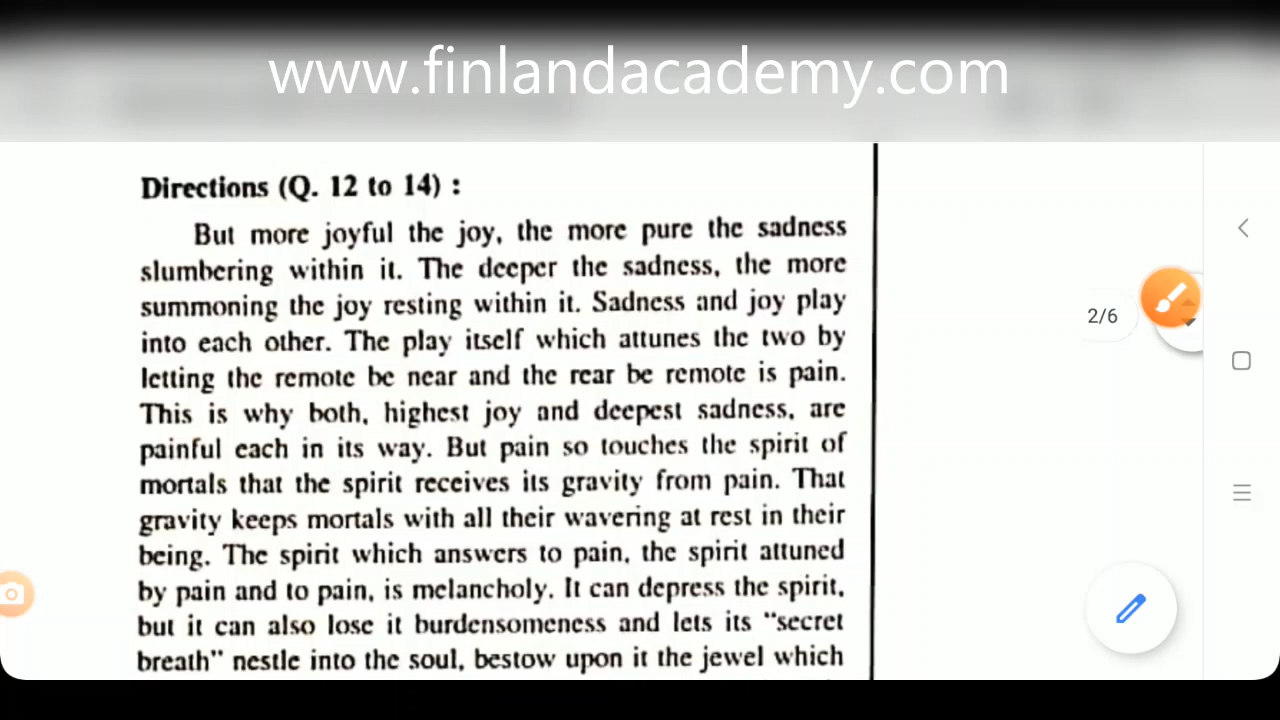 www.finlandacademy.com
Directions (Q. 12 to 14) :
But more joyful the joy, the more pure the sadness
slumbering within it. The deeper the sadness, the more
summoning the joy resting within it. Sadness and joy play
into each other. The play itself which attunes the two by
letting the remote be near and the rear be remote is pain.
This is why both, highest joy and deepest sadness, are
painful each in its way. But pain so touches the spirit of
mortals that the spirit receives its gravity from pain. That
gravity keeps mortals with all their wavering at rest in their
being. The spirit which answers to pain, the spirit attuned
by pain and to pain, is melancholy. It can depress the spirit,
but it can also lose it burdensomeness and lets its “secret
breath” nestle into the soul, bestow upon it the jewel which
2/6